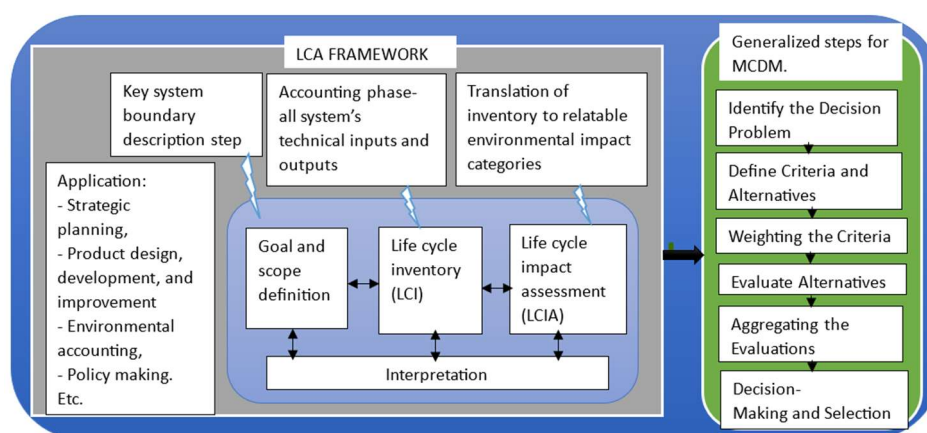 LCA FRAMEWORK
Key system
boundary
description step
Accounting phase-
all system's
technical inputs and
outputs
Translation of
inventory to relatable
environmental impact
categories
Application:
- Strategic
planning,
- Product design,
development, and
improvement
- Environmental
accounting,
- Policy making.
Etc.
Goal and
scope
definition
Life cycle
inventory
(LCI)
Life cycle
impact
assessment
(LCIA)
Interpretation
Generalized steps for
MCDM.
Identify the Decision
Problem
Define Criteria and
Alternatives
Weighting the Criteria
Evaluate Alternatives
Aggregating the
Evaluations
Decision-
Making and Selection